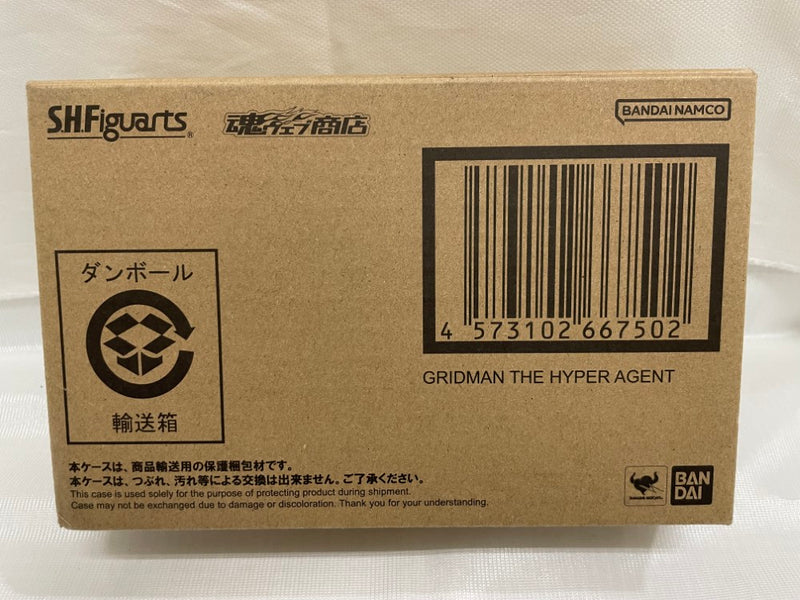 S.H.Figuarts®
魂ウェブ商店
BANDAI NAMCO
4 573102 667502
GRIDMAN THE HYPER AGENT
ダンボール
輸送箱
本ケースは、商品輸送用の保護梱包材です。
本ケースは、つぶれ、汚れ等による交換は出来ません。ご了承ください。
This case is used solely for the purpose of protecting product during shipment.
Case may not be exchanged due to damage or discoloration. Thank you for your understanding.
BAN
DAI